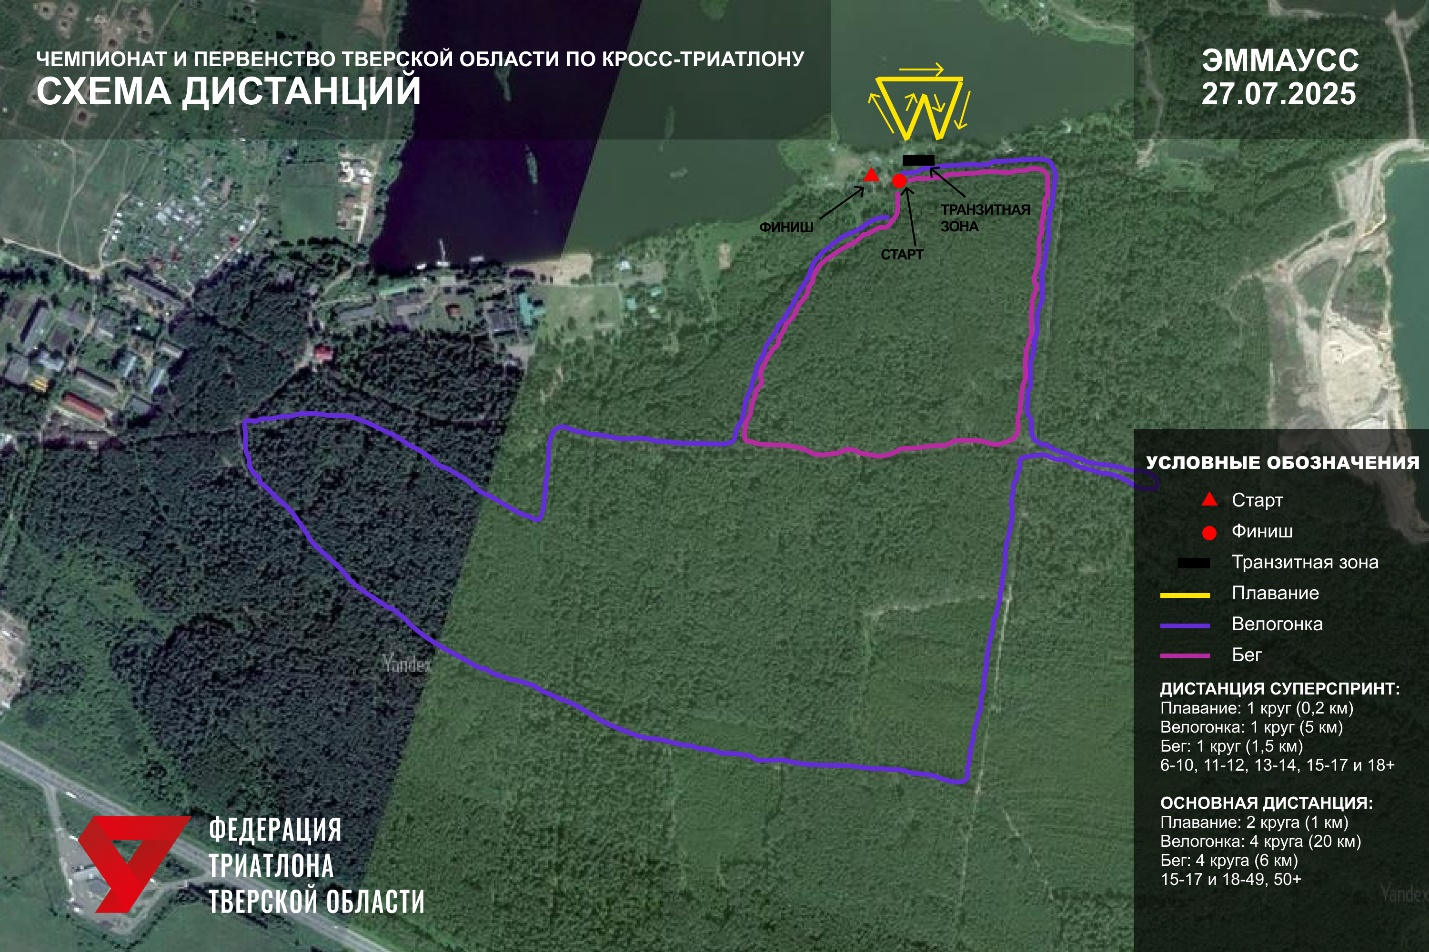 ЧЕМПИОНАТ И ПЕРВЕНСТВО ТВЕРСКОЙ ОБЛАСТИ ПО КРОСС-ТРИАТЛОНУ
СХЕМА ДИСТАНЦИЙ
ЭММАУСС
27.07.2025
ФИНИШ
СТАРТ
ТРАНЗИТНАЯ
ЗОНА
УСЛОВНЫЕ ОБОЗНАЧЕНИЯ
Старт
Финиш
Транзитная зона
Плавание
Велогонка
Бег
ДИСТАНЦИЯ СУПЕРСПРИНТ:
Плавание: 1 круг (0,2 км)
Велогонка: 1 круг (5 км)
Бег: 1 круг (1,5 км)
6-10, 11-12, 13-14, 15-17 и 18+
ОСНОВНАЯ ДИСТАНЦИЯ:
Плавание: 2 круга (1 км)
Велогонка: 4 круга (20 км)
Бег: 4 круга (6 км)
15-17 и 18-49, 50+
Yandex
Yandex
ФЕДЕРАЦИЯ
ТРИАТЛОНА
ТВЕРСКОЙ ОБЛАСТИ